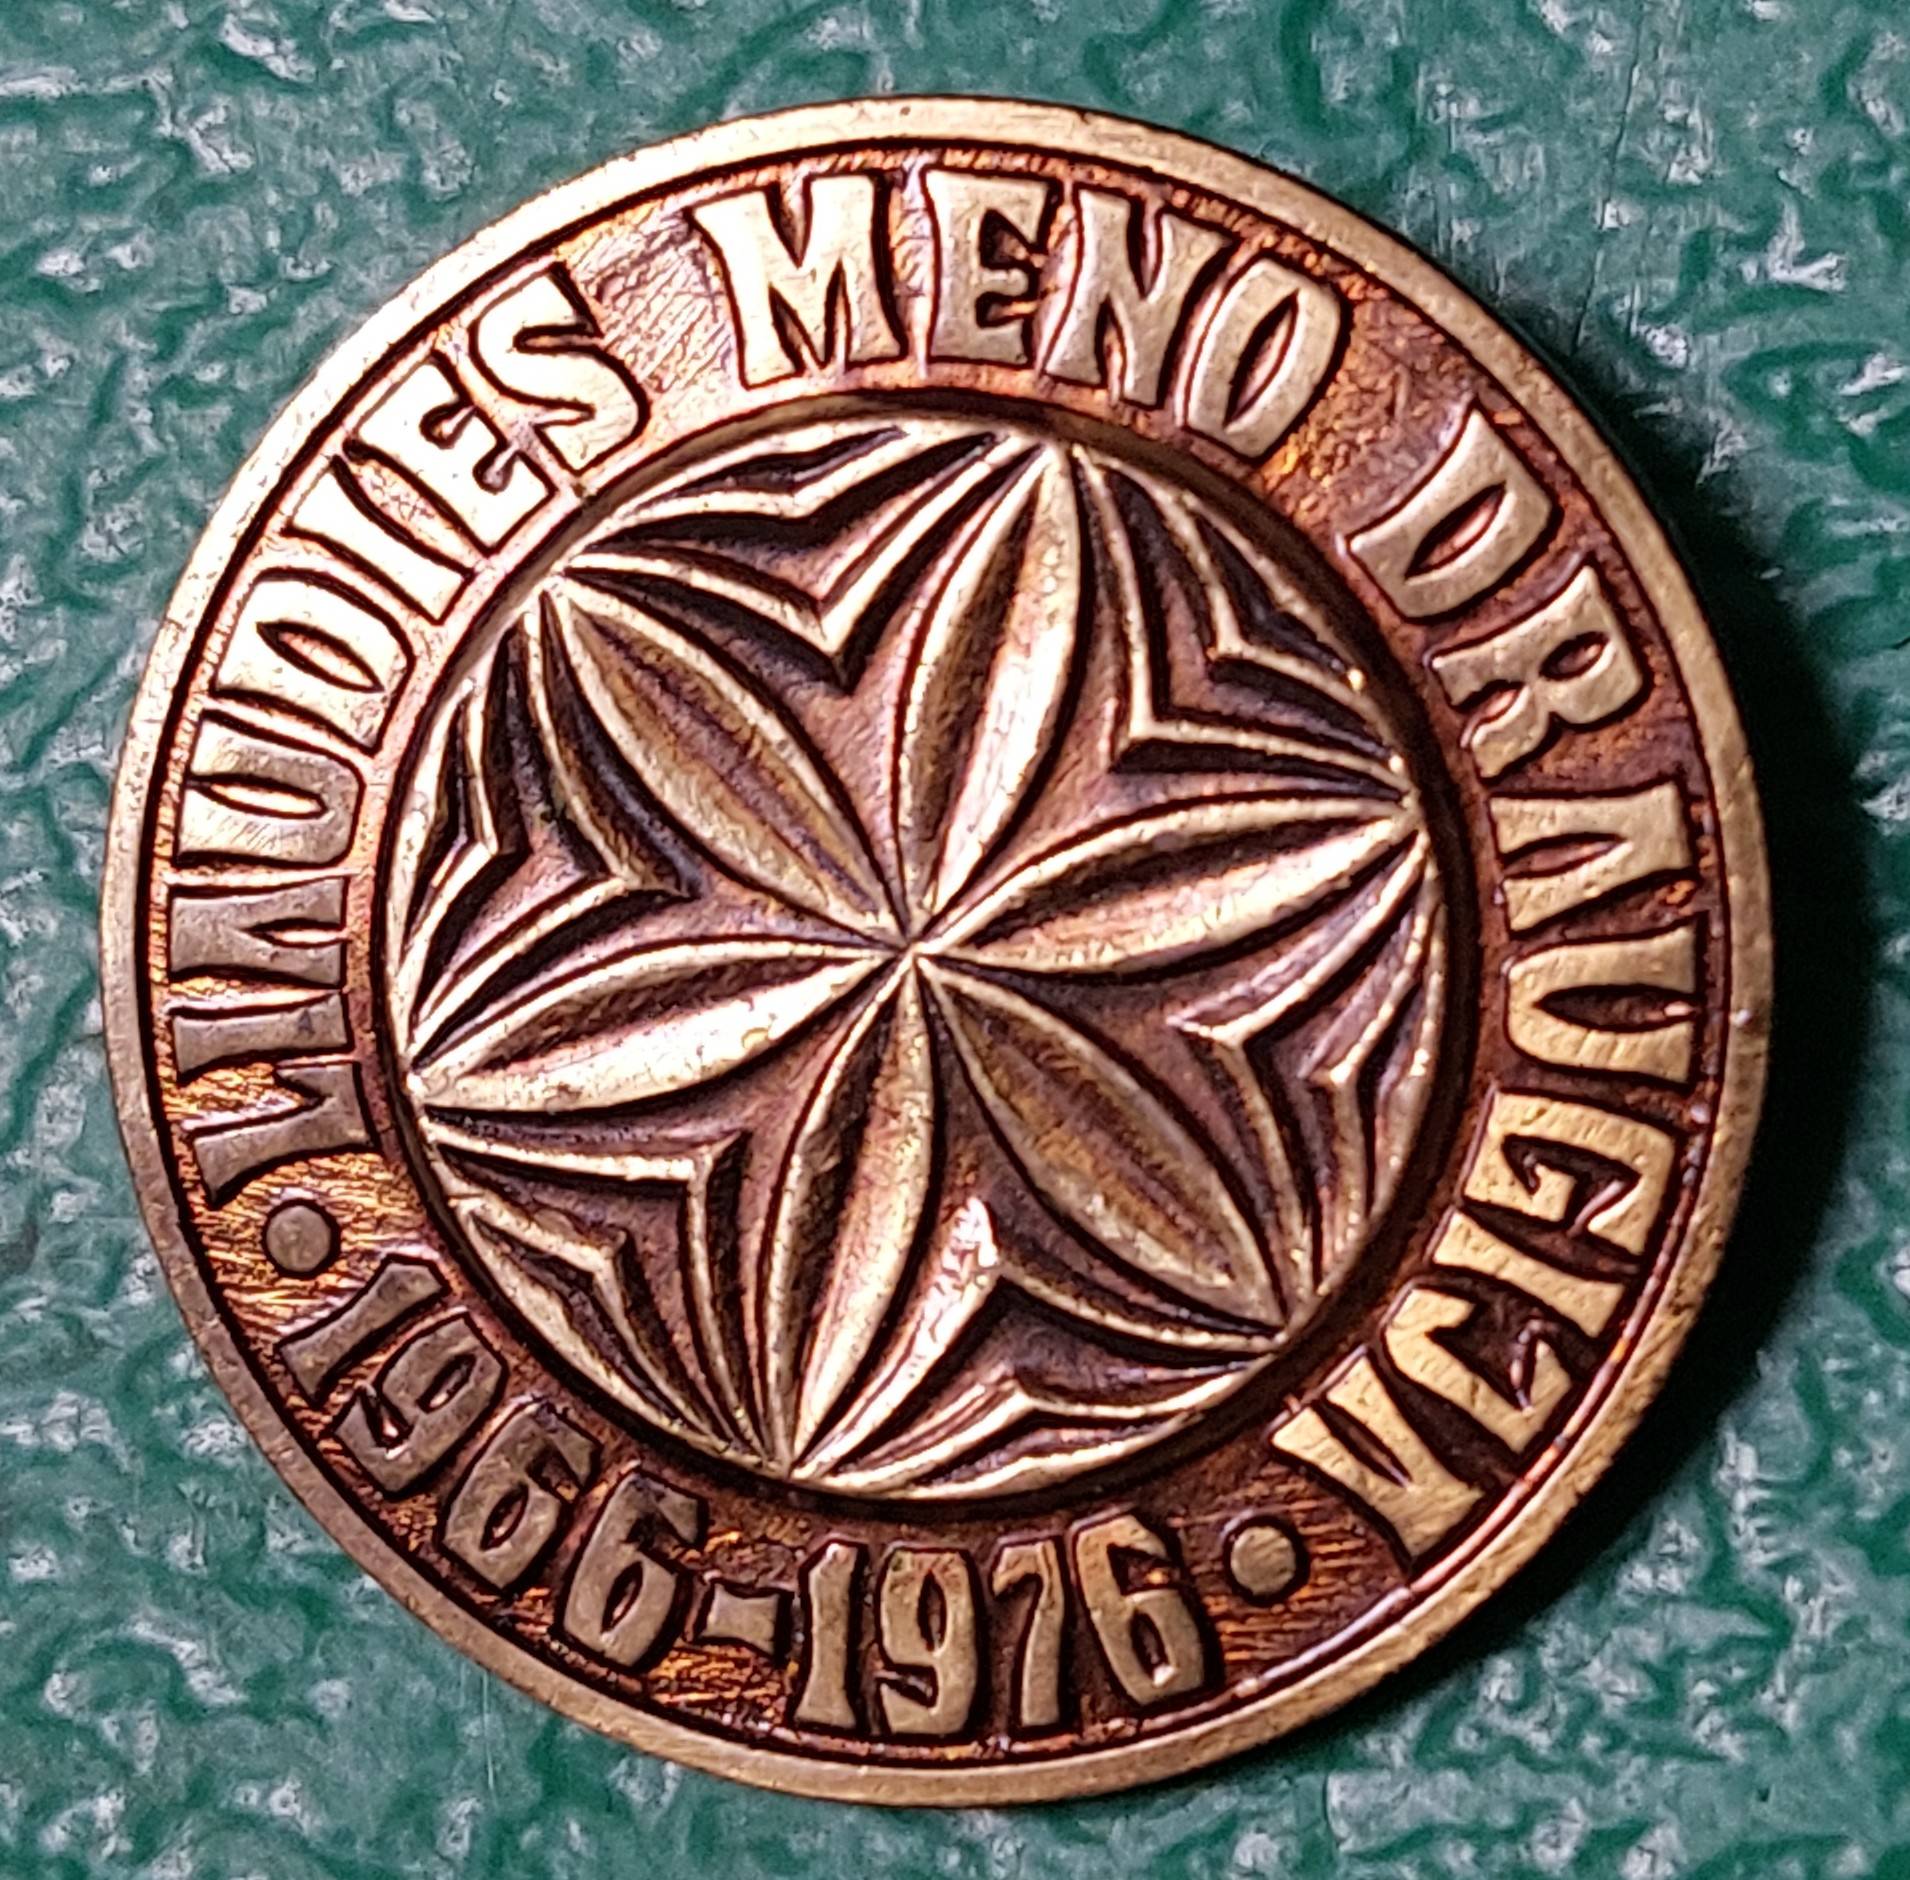 LIAUDIES MENO DRAUGIJA
• 1966-1976 •